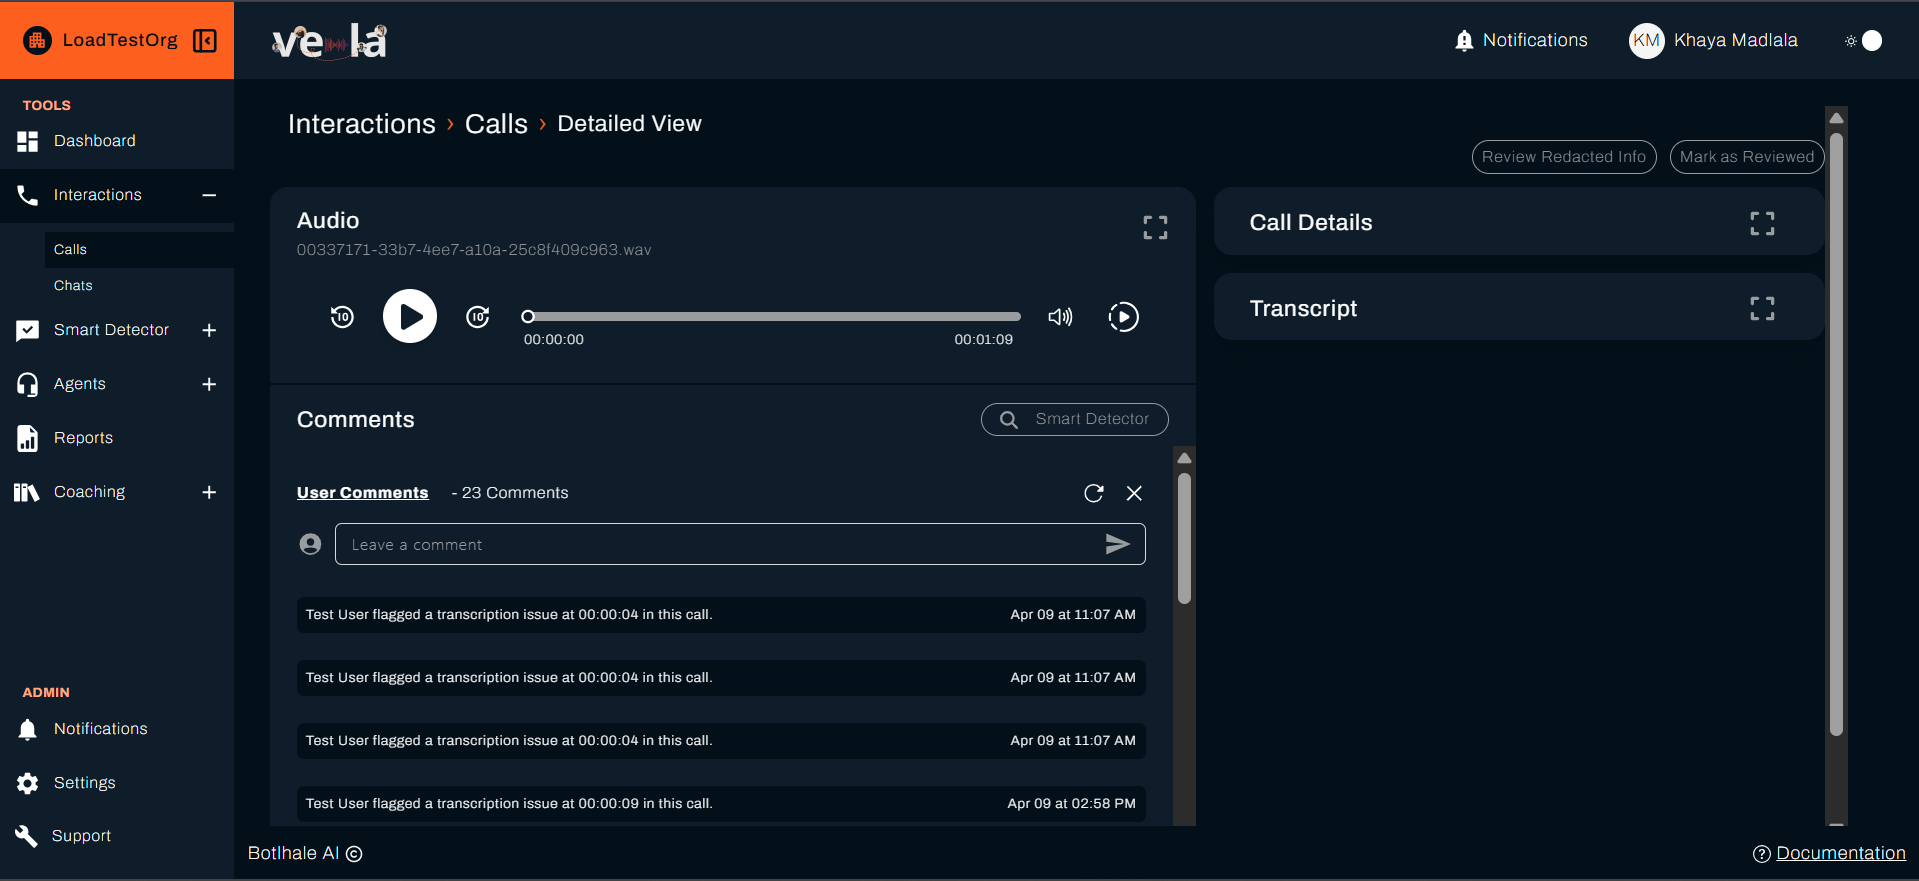 LoadTestOrg
vela
Notifications
KM Khaya Madlala
TOOLS
Dashboard
Interactions
Calls
Chats
Smart Detector
Agents
Reports
Coaching
ADMIN
Notifications
Settings
Support
Interactions › Calls › Detailed View
Review Redacted Info
Mark as Reviewed
Audio
00337171-33b7-4ee7-a10a-25c8f409c963.wav
10
10
00:00:00
00:01:09
Comments
Smart Detector
User Comments - 23 Comments
Leave a comment
Test User flagged a transcription issue at 00:00:04 in this call. Apr 09 at 11:07 AM
Test User flagged a transcription issue at 00:00:04 in this call. Apr 09 at 11:07 AM
Test User flagged a transcription issue at 00:00:04 in this call. Apr 09 at 11:07 AM
Test User flagged a transcription issue at 00:00:09 in this call. Apr 09 at 02:58 PM
Call Details
Transcript
Botlhale AI ©
Documentation